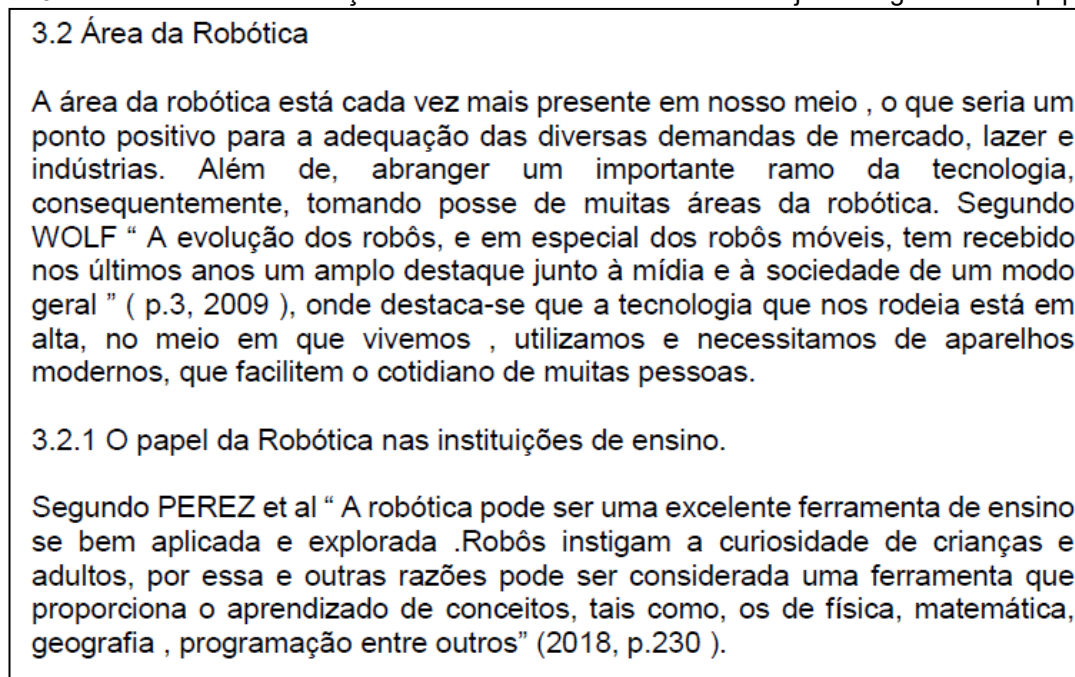 3.2 Área da Robótica
A área da robótica está cada vez mais presente em nosso meio , o que seria um
ponto positivo para a adequação das diversas demandas de mercado, lazer e
indústrias. Além de, abranger um importante ramo da tecnologia,
consequentemente, tomando posse de muitas áreas da robótica. Segundo
WOLF “ A evolução dos robôs, e em especial dos robôs móveis, tem recebido
nos últimos anos um amplo destaque junto à mídia e à sociedade de um modo
geral ” ( p.3, 2009 ), onde destaca-se que a tecnologia que nos rodeia está em
alta, no meio em que vivemos , utilizamos e necessitamos de aparelhos
modernos, que facilitem o cotidiano de muitas pessoas.
3.2.1 O papel da Robótica nas instituições de ensino.
Segundo PEREZ et al “ A robótica pode ser uma excelente ferramenta de ensino
se bem aplicada e explorada .Robôs instigam a curiosidade de crianças e
adultos, por essa e outras razões pode ser considerada uma ferramenta que
proporciona o aprendizado de conceitos, tais como, os de física, matemática,
geografia , programação entre outros” (2018, p.230 ).